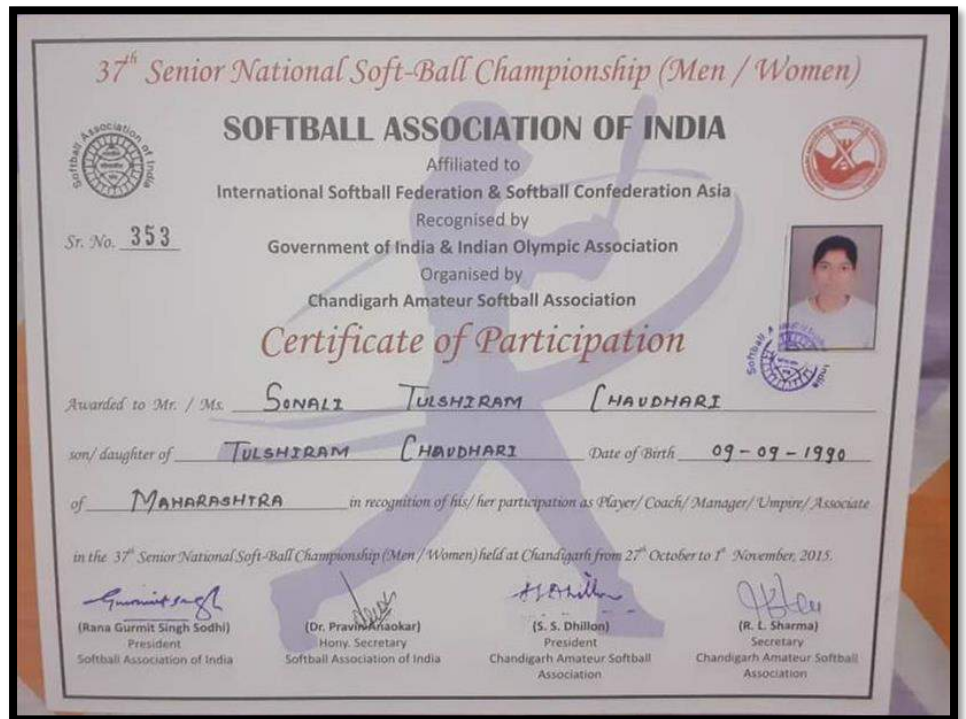 37th Senior National Soft-Ball Championship (Men / Women)
SOFTBALL ASSOCIATION OF INDIA
Affiliated to
International Softball Federation & Softball Confederation Asia
Recognised by
Government of India & Indian Olympic Association
Organised by
Chandigarh Amateur Softball Association
Softball Association of India
Sr. No. 353
Certificate of Participation
Awarded to Mr. / Ms. SONALI TULSHIRAM CHAUDHARI
son/ daughter of TULSHIRAM CHAUDHARI Date of Birth 09-09-1990
of MAHARASHTRA in recognition of his/ her participation as Player/ Coach/ Manager/ Umpire/ Associate
in the 37th Senior National Soft-Ball Championship (Men / Women) held at Chandigarh from 27th October to 1st November, 2015.
(Rana Gurmit Singh Sodhi)
President
Softball Association of India
(Dr. Pravin Anaokar)
Hony. Secretary
Softball Association of India
(S. S. Dhillon)
President
Chandigarh Amateur Softball
Association
(R. L. Sharma)
Secretary
Chandigarh Amateur Softball
Association